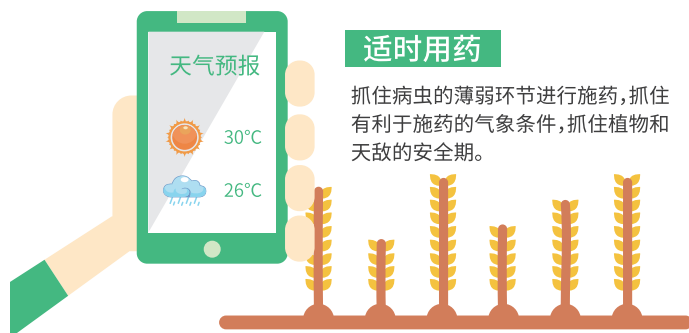 天气预报
30°C
26°C
适时用药
抓住病虫的薄弱环节进行施药，抓住
有利于施药的气象条件，抓住植物和
天敌的安全期。